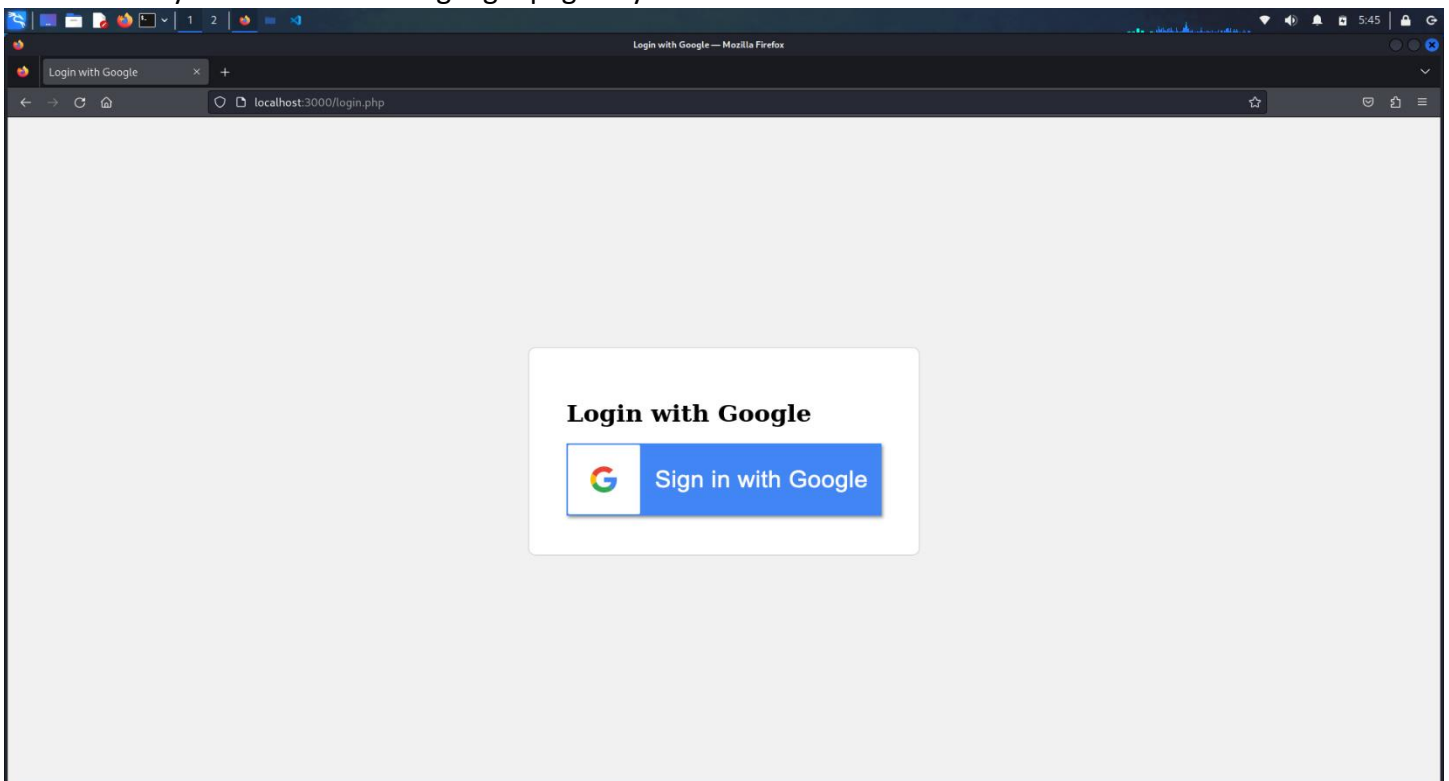 1 2
5:45
Login with Google — Mozilla Firefox
Login with Google
localhost:3000/login.php
Login with Google
G Sign in with Google